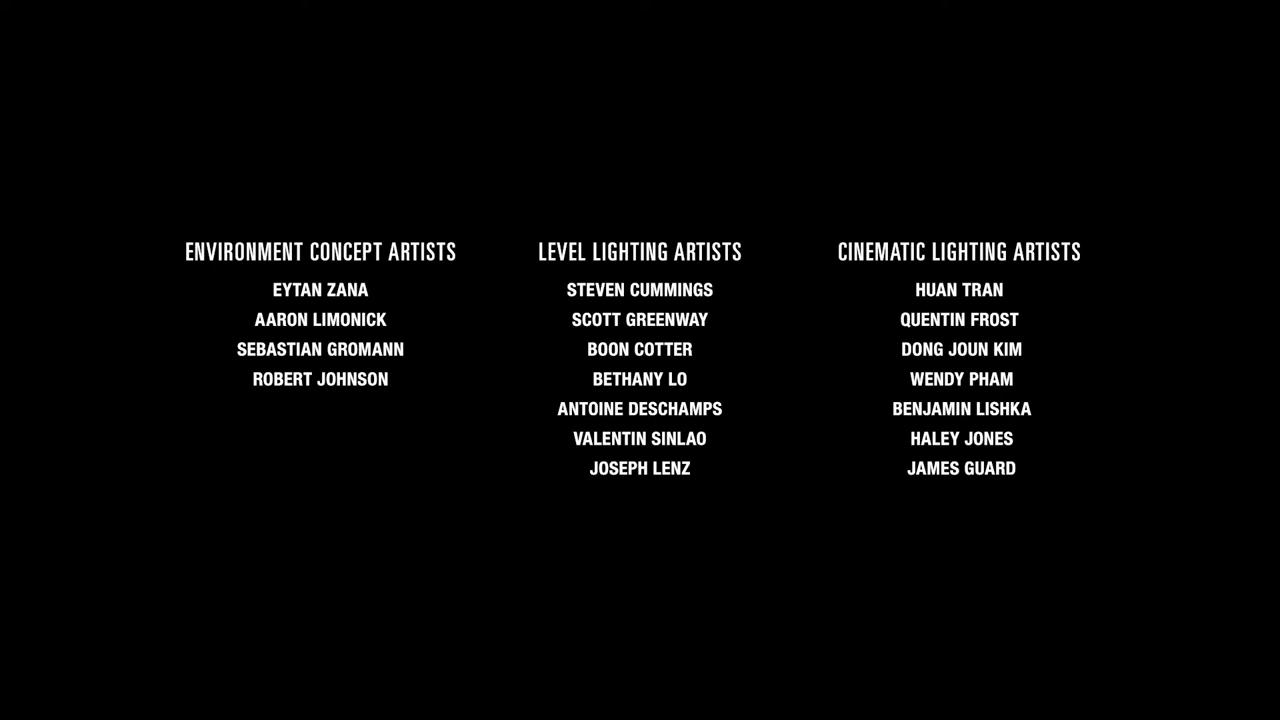 ENVIRONMENT CONCEPT ARTISTS
EYTAN ZANA
AARON LIMONICK
SEBASTIAN GROMANN
ROBERT JOHNSON
LEVEL LIGHTING ARTISTS
STEVEN CUMMINGS
SCOTT GREENWAY
BOON COTTER
BETHANY LO
ANTOINE DESCHAMPS
VALENTIN SINLAO
JOSEPH LENZ
CINEMATIC LIGHTING ARTISTS
HUAN TRAN
QUENTIN FROST
DONG JOUN KIM
WENDY PHAM
BENJAMIN LISHKA
HALEY JONES
JAMES GUARD